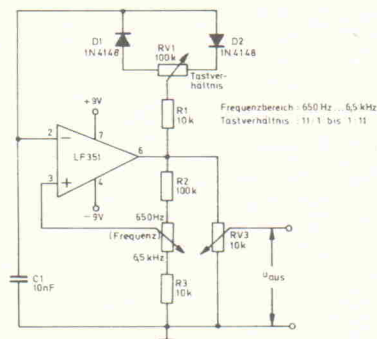 D1
1N4148
RV1
100k
D2
1N4148
Tastver-
hältnis
R1
10k
Frequenzbereich : 650 Hz ... 6,5 kHz
Tastverhältnis : 11 : 1 bis 1 : 11
+9V
7
2
−
LF351
6
3
+
4
−9V
R2
100k
650Hz
(Frequenz)
6,5kHz
RV3
10k
C1
10nF
R3
10k
uaus